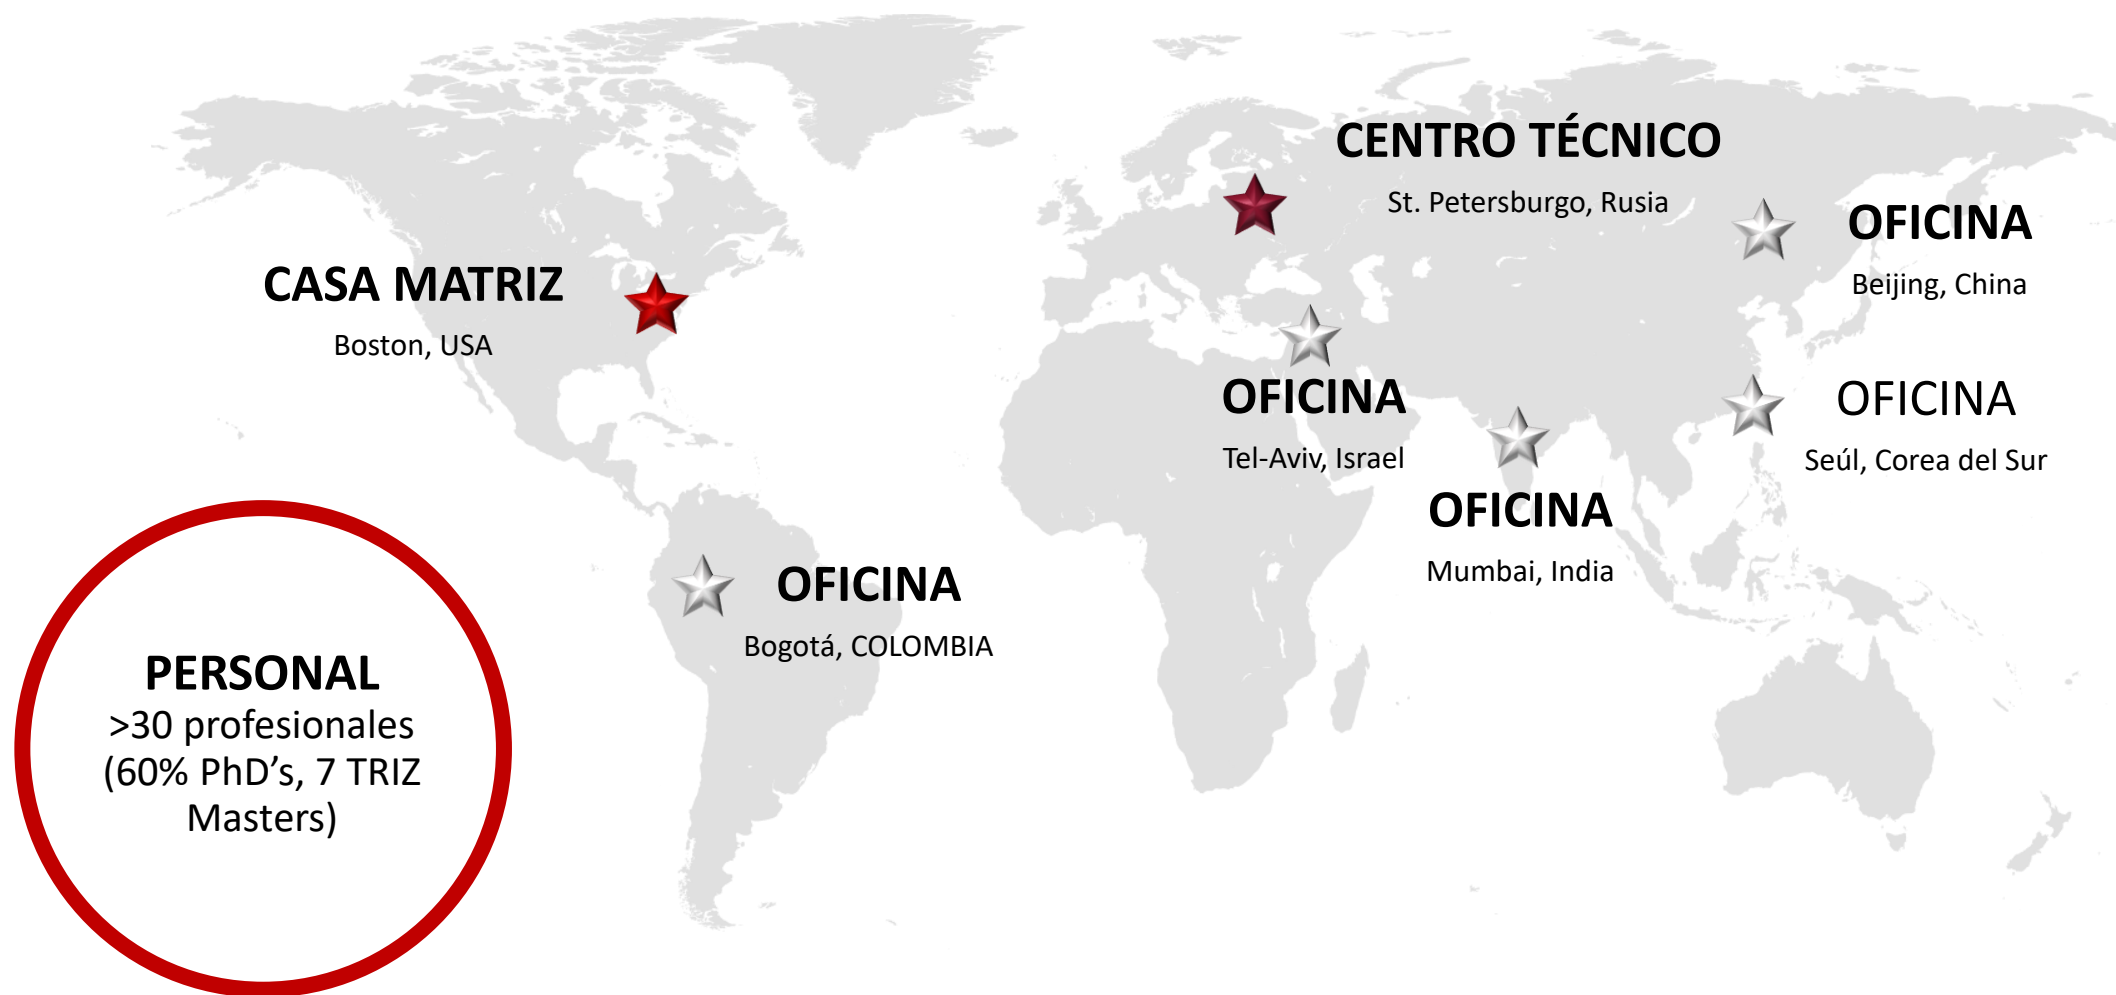 CENTRO TÉCNICO
St. Petersburgo, Rusia
OFICINA
Beijing, China
CASA MATRIZ
Boston, USA
OFICINA
Tel-Aviv, Israel
OFICINA
Seúl, Corea del Sur
OFICINA
Mumbai, India
OFICINA
Bogotá, COLOMBIA
PERSONAL
>30 profesionales
(60% PhD’s, 7 TRIZ
Masters)